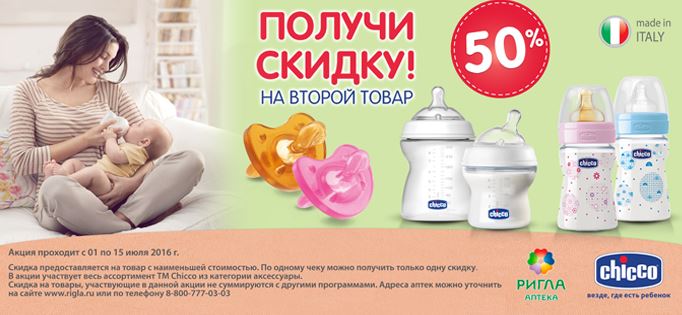 ПОЛУЧИ
СКИДКУ!
НА ВТОРОЙ ТОВАР
50%
made in
ITALY
chicco
chicco
chicco
chicco
Акция проходит с 01 по 15 июля 2016 г.
Скидка предоставляется на товар с наименьшей стоимостью. По одному чеку можно получить только одну скидку.
В акции участвует весь ассортимент ТМ Chicco из категории аксессуары.
Скидка на товары, участвующие в данной акции не суммируются с другими программами. Адреса аптек можно уточнить
на сайте www.rigla.ru или по телефону 8-800-777-03-03
РИГЛА
АПТЕКА
chicco
везде, где есть ребенок